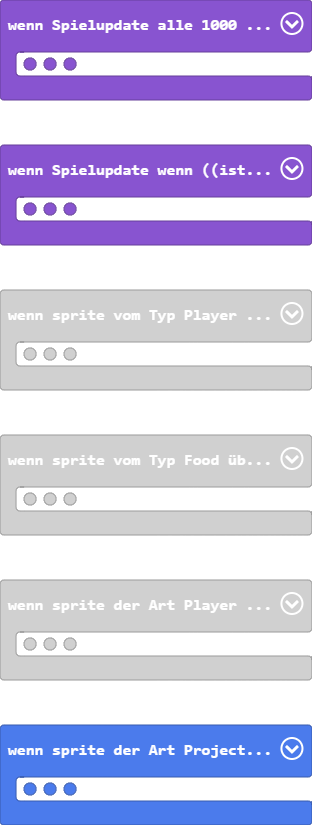 wenn Spielupdate alle 1000 ...
wenn Spielupdate wenn ((ist...
wenn sprite vom Typ Player ...
wenn sprite vom Typ Food üb...
wenn sprite der Art Player ...
wenn sprite der Art Project...